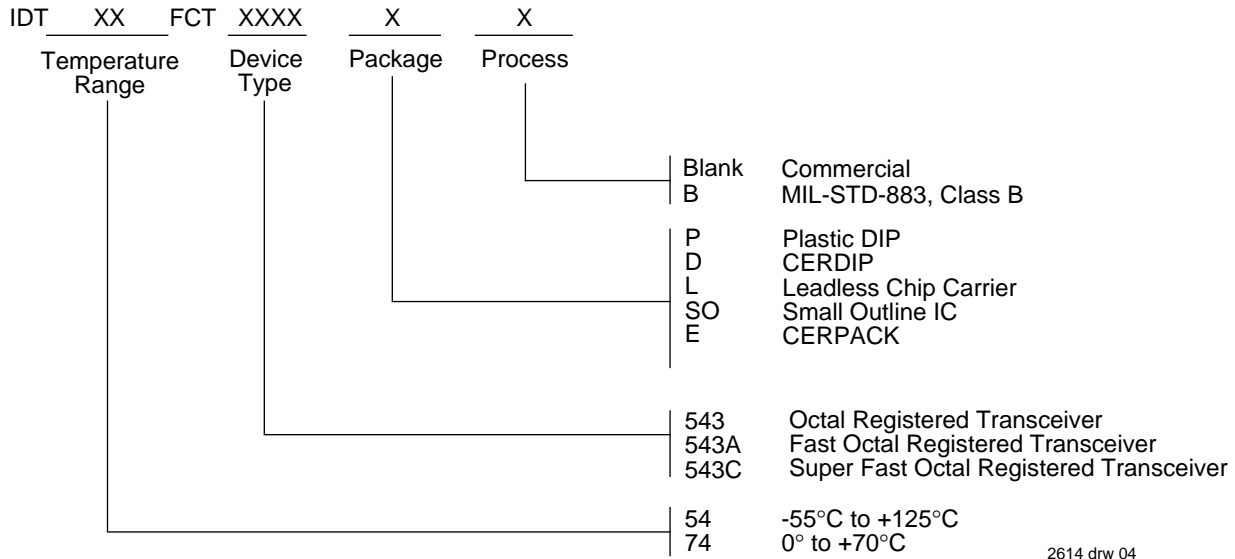 IDT XX FCT XXXX X X
Temperature Range Device Type Package Process
Blank Commercial
B MIL-STD-883, Class B
P Plastic DIP
D CERDIP
L Leadless Chip Carrier
SO Small Outline IC
E CERPACK
543 Octal Registered Transceiver
543A Fast Octal Registered Transceiver
543C Super Fast Octal Registered Transceiver
54 -55°C to +125°C
74 0° to +70°C
2614 drw 04